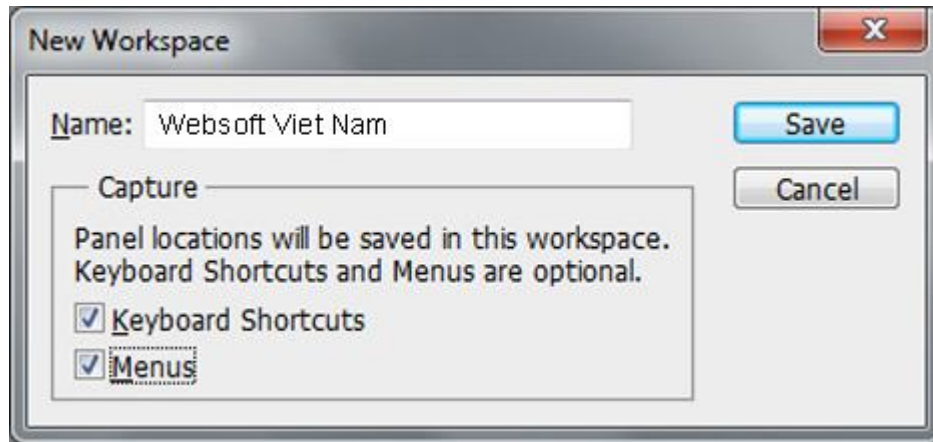 New Workspace
Name: Websoft Viet Nam
Save
Capture
Cancel
Panel locations will be saved in this workspace.
Keyboard Shortcuts and Menus are optional.
Keyboard Shortcuts
Menus